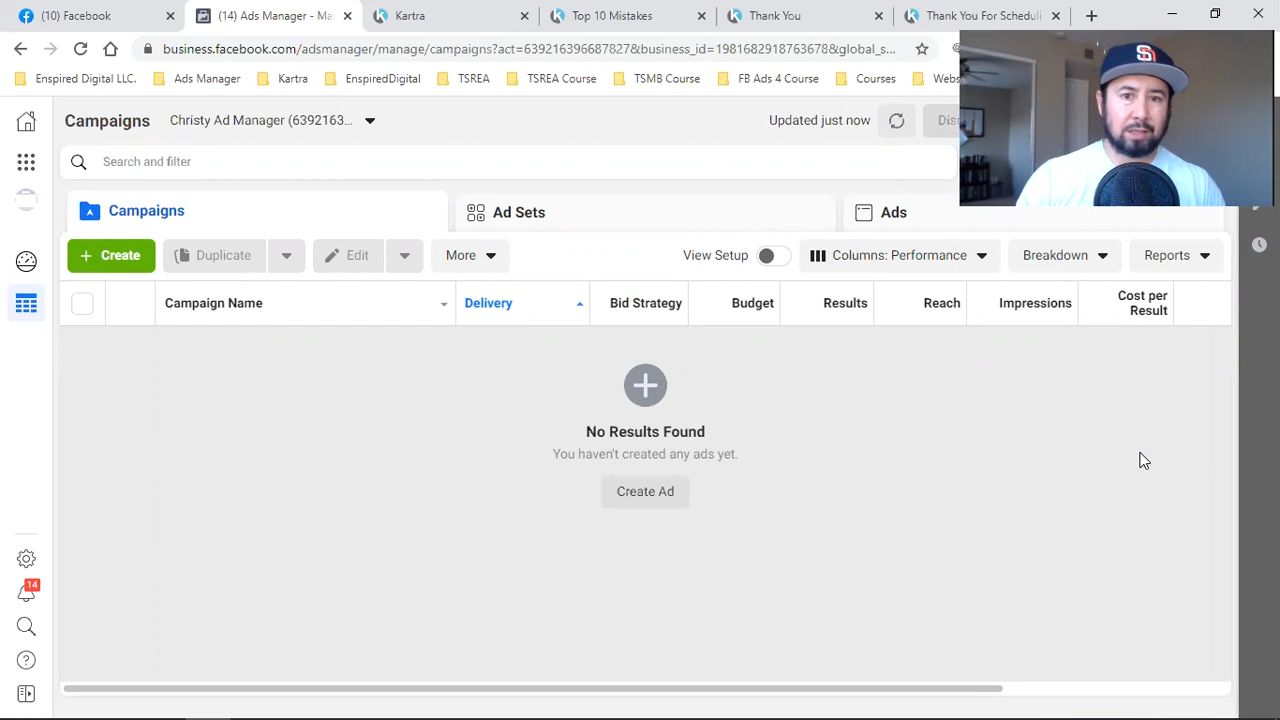 (10) Facebook
(14) Ads Manager - Ma
Kartra
Top 10 Mistakes
Thank You
Thank You For Scheduli
business.facebook.com/adsmanager/manage/campaigns?act=639216396687827&business_id=1981682918763678&global_s...
Enspired Digital LLC.
Ads Manager
Kartra
EnspiredDigital
TSREA
TSREA Course
TSMB Course
FB Ads 4 Course
Courses
Webs
Campaigns
Christy Ad Manager (6392163...
Updated just now
Dis
Search and filter
Campaigns
Ad Sets
Ads
+ Create
Duplicate
Edit
More
View Setup
Columns: Performance
Breakdown
Reports
Campaign Name
Delivery
Bid Strategy
Budget
Results
Reach
Impressions
Cost per
Result
No Results Found
You haven't created any ads yet.
Create Ad
14